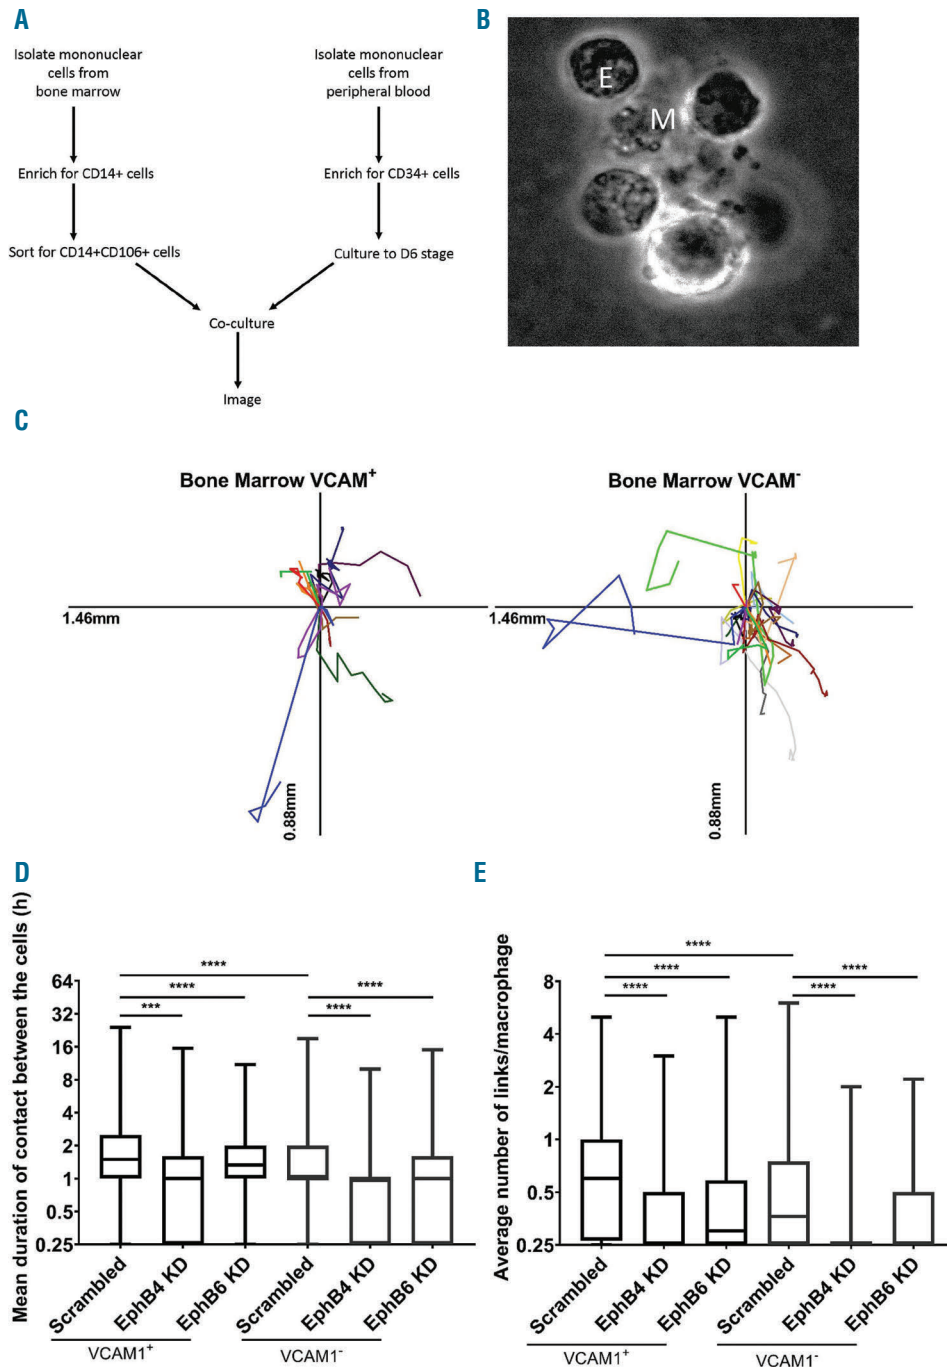 A
Isolate mononuclear
cells from
bone marrow
Isolate mononuclear
cells from
peripheral blood
Enrich for CD14+ cells
Enrich for CD34+ cells
Sort for CD14+CD106+ cells
Culture to D6 stage
Co-culture
Image
B
E
M
C
Bone Marrow VCAM+
1.46mm
0.88mm
Bone Marrow VCAM-
1.46mm
0.88mm
D
Mean duration of contact between the cells (h)
64
32
16
8
4
2
1
0.5
0.25
****
****
***
****
****
Scrambled
EphB4 KD
EphB6 KD
Scrambled
EphB4 KD
EphB6 KD
VCAM1+
VCAM1-
E
Average number of links/macrophage
8
4
2
1
0.5
0.25
****
****
****
****
****
Scrambled
EphB4 KD
EphB6 KD
Scrambled
EphB4 KD
EphB6 KD
VCAM1+
VCAM1-